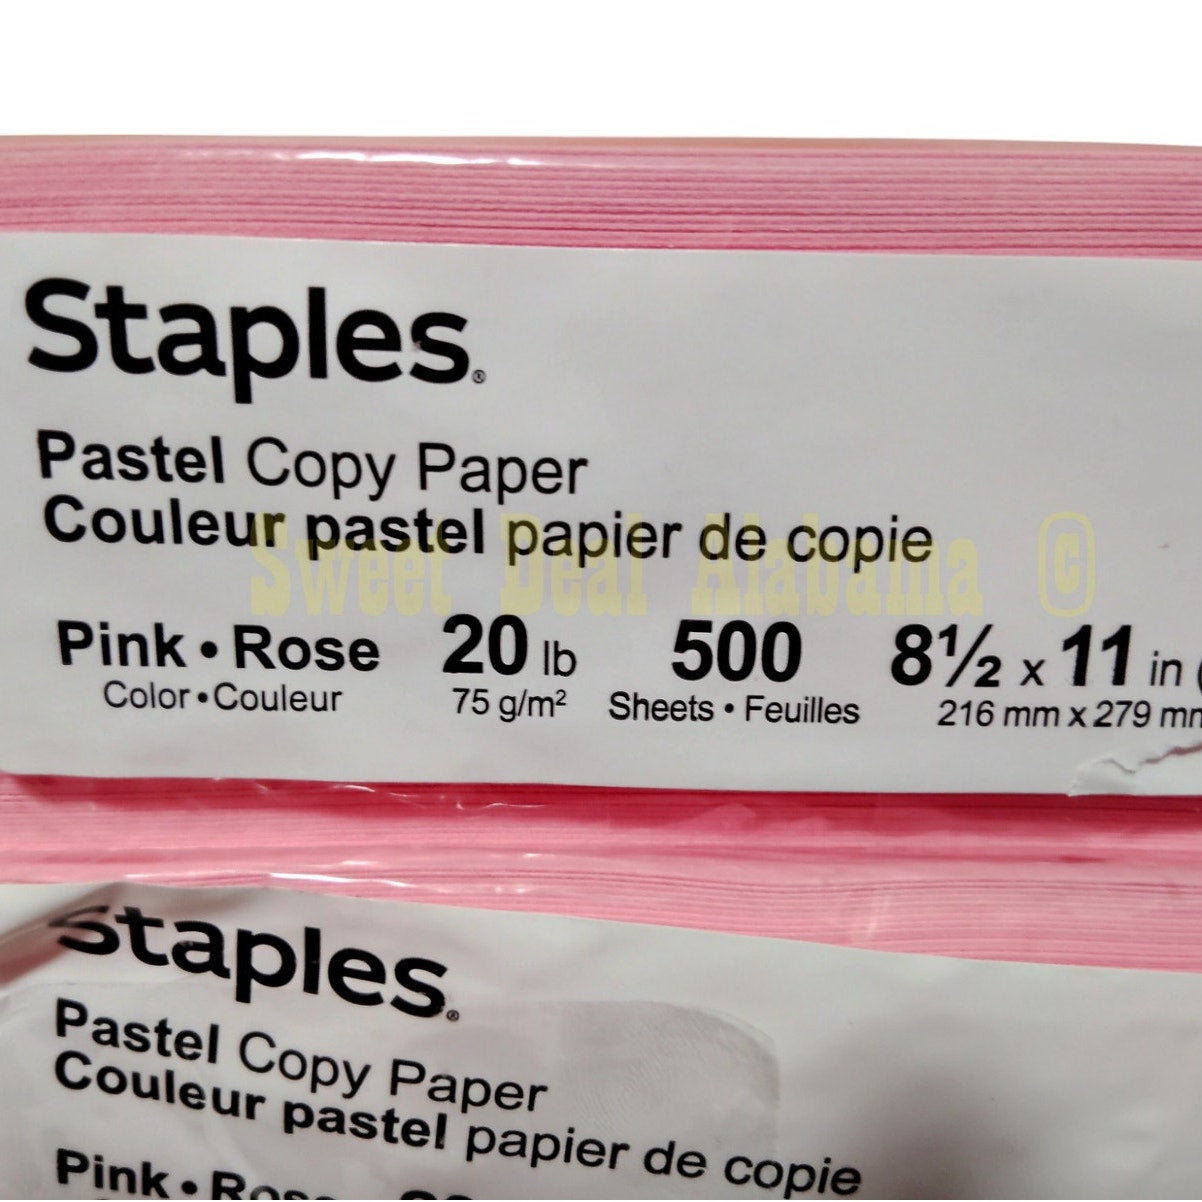 Staples®
Pastel Copy Paper
Couleur pastel papier de copie
Sweet Deal Alabama ©
Pink • Rose 20 lb 500 8½ x 11 in (
Color • Couleur 75 g/m² Sheets • Feuilles 216 mm x 279 mm
Staples®
Pastel Copy Paper
Couleur pastel papier de copie
Pink • Rose